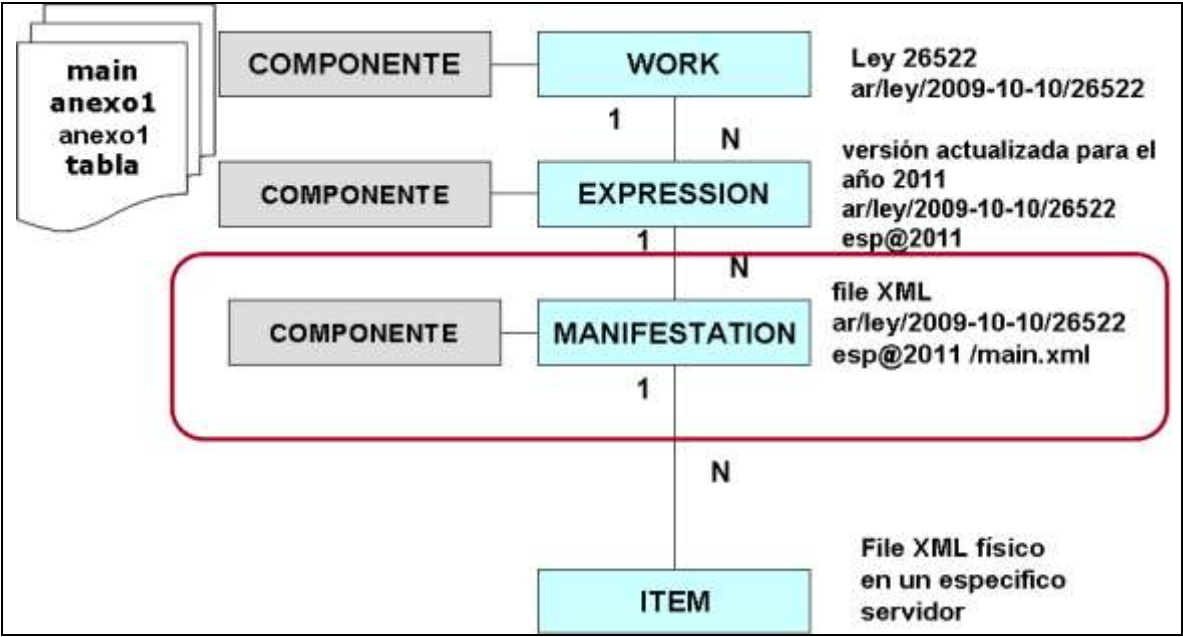 main
anexo1
anexo1
tabla
COMPONENTE
WORK
Ley 26522
ar/ley/2009-10-10/26522
1
N
COMPONENTE
EXPRESSION
versión actualizada para el
año 2011
ar/ley/2009-10-10/26522
esp@2011
1
N
COMPONENTE
MANIFESTATION
file XML
ar/ley/2009-10-10/26522
esp@2011 /main.xml
1
N
ITEM
File XML físico
en un especifico
servidor